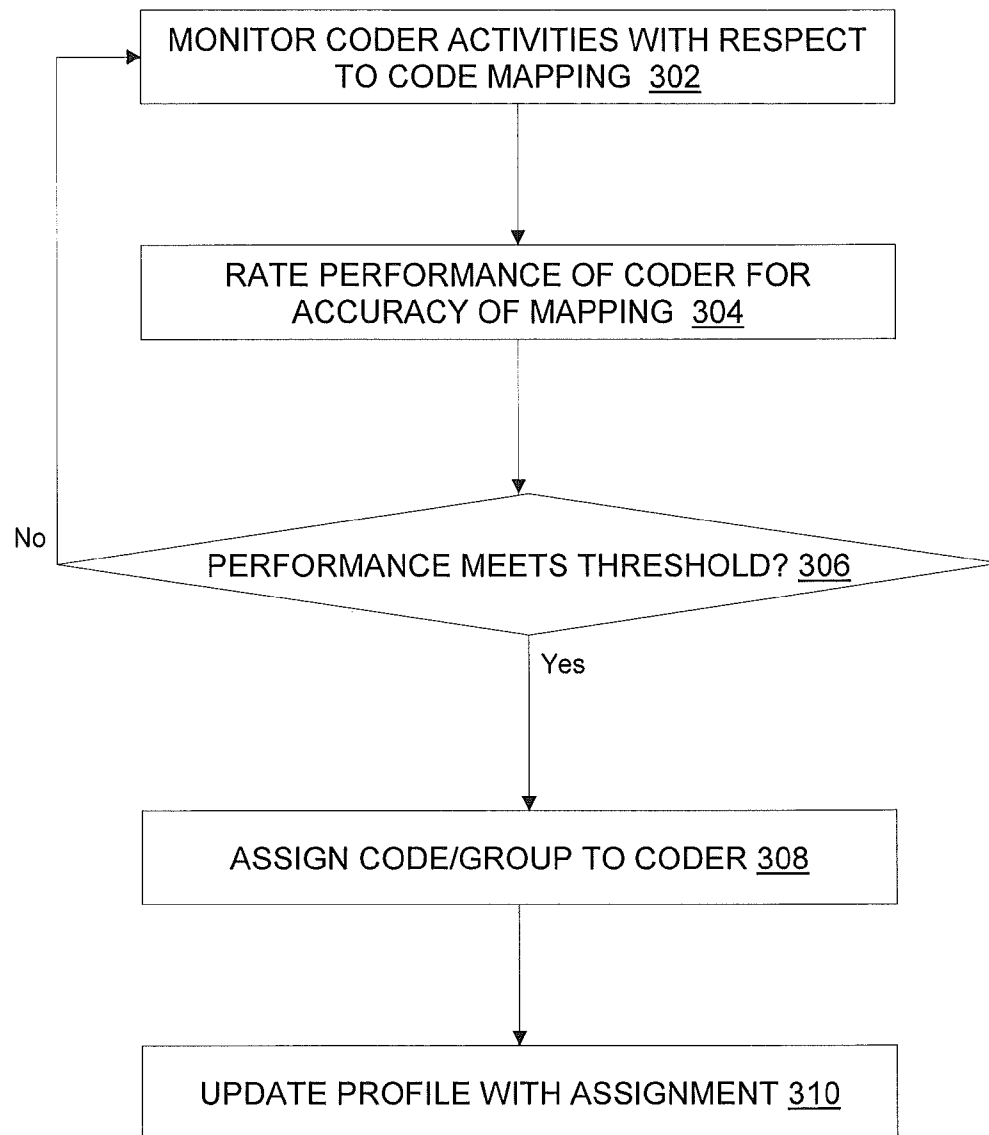 MONITOR CODER ACTIVITIES WITH RESPECT
TO CODE MAPPING 302
RATE PERFORMANCE OF CODER FOR
ACCURACY OF MAPPING 304
No
PERFORMANCE MEETS THRESHOLD? 306
Yes
ASSIGN CODE/GROUP TO CODER 308
UPDATE PROFILE WITH ASSIGNMENT 310